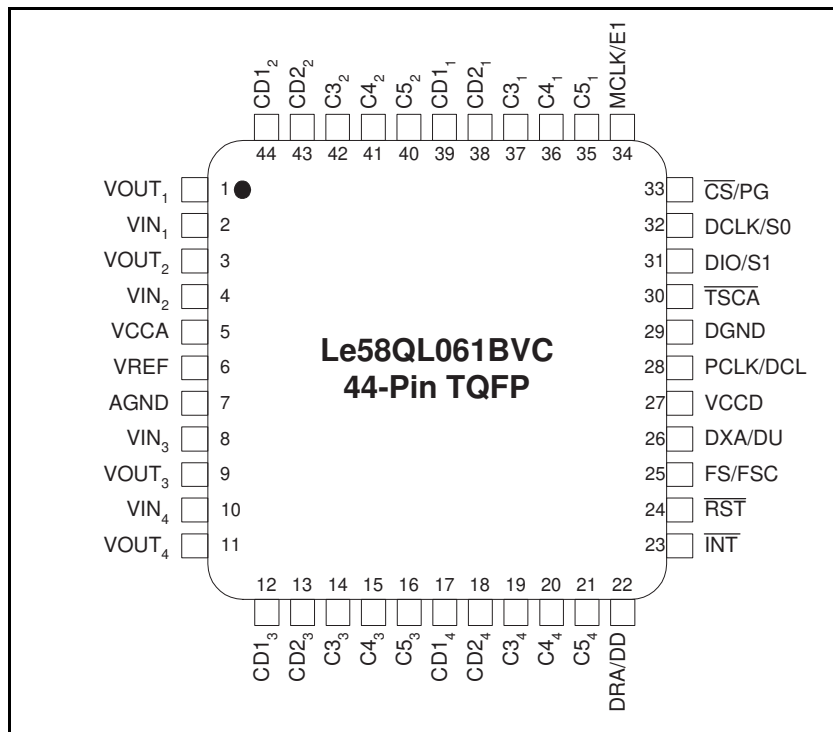 CD1₂ CD2₂ C3₂ C4₂ C5₂ CD1₁ CD2₁ C3₁ C4₁ C5₁ MCLK/E1
44 43 42 41 40 39 38 37 36 35 34
VOUT₁ 1 33 C̅S̅/PG
VIN₁ 2 32 DCLK/S0
VOUT₂ 3 31 DIO/S1
VIN₂ 4 30 T̅S̅C̅A̅
VCCA 5 29 DGND
VREF 6 28 PCLK/DCL
AGND 7 27 VCCD
VIN₃ 8 26 DXA/DU
VOUT₃ 9 25 FS/FSC
VIN₄ 10 24 R̅S̅T̅
VOUT₄ 11 23 I̅N̅T̅
Le58QL061BVC
44-Pin TQFP
12 13 14 15 16 17 18 19 20 21 22
CD1₃ CD2₃ C3₃ C4₃ C5₃ CD1₄ CD2₄ C3₄ C4₄ C5₄ DRA/DD